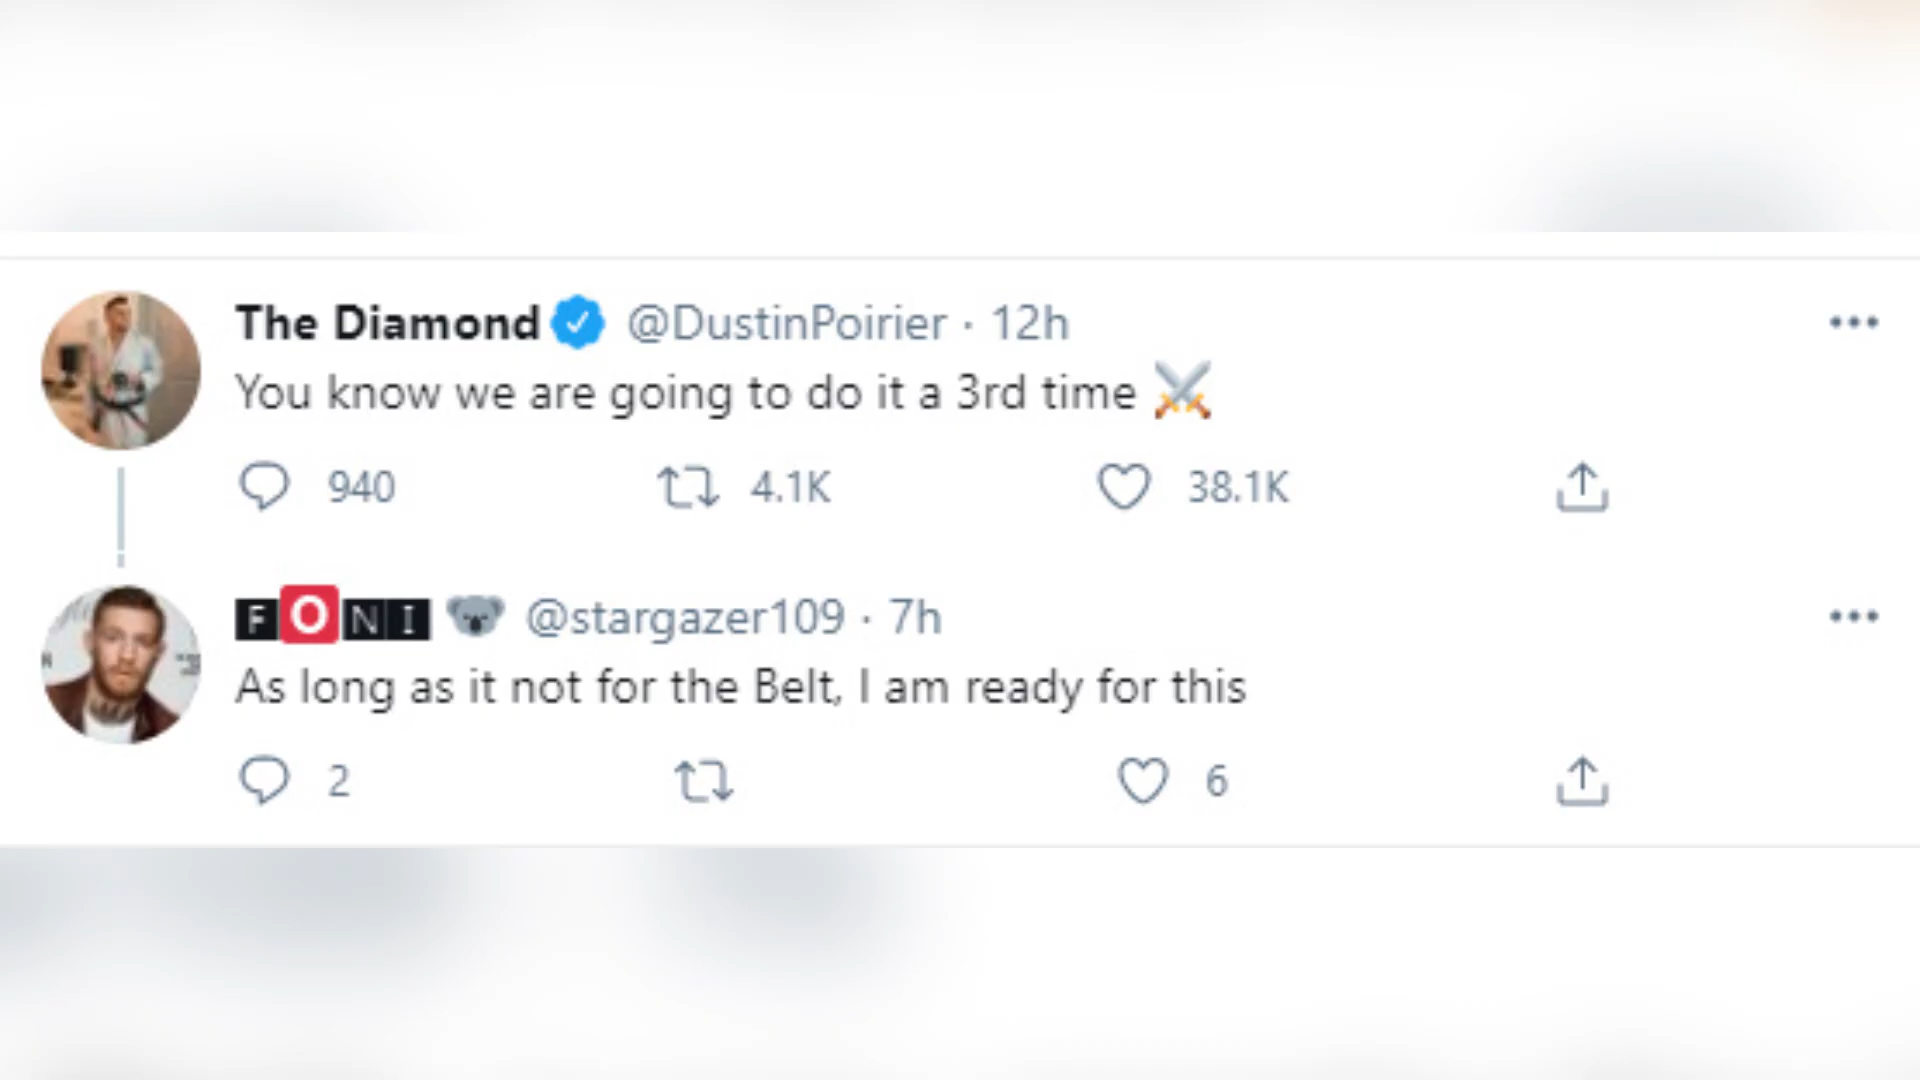 The Diamond @DustinPoirier · 12h
You know we are going to do it a 3rd time ⚔️
940 4.1K 38.1K
FONI 🐨 @stargazer109 · 7h
As long as it not for the Belt, I am ready for this
2 6